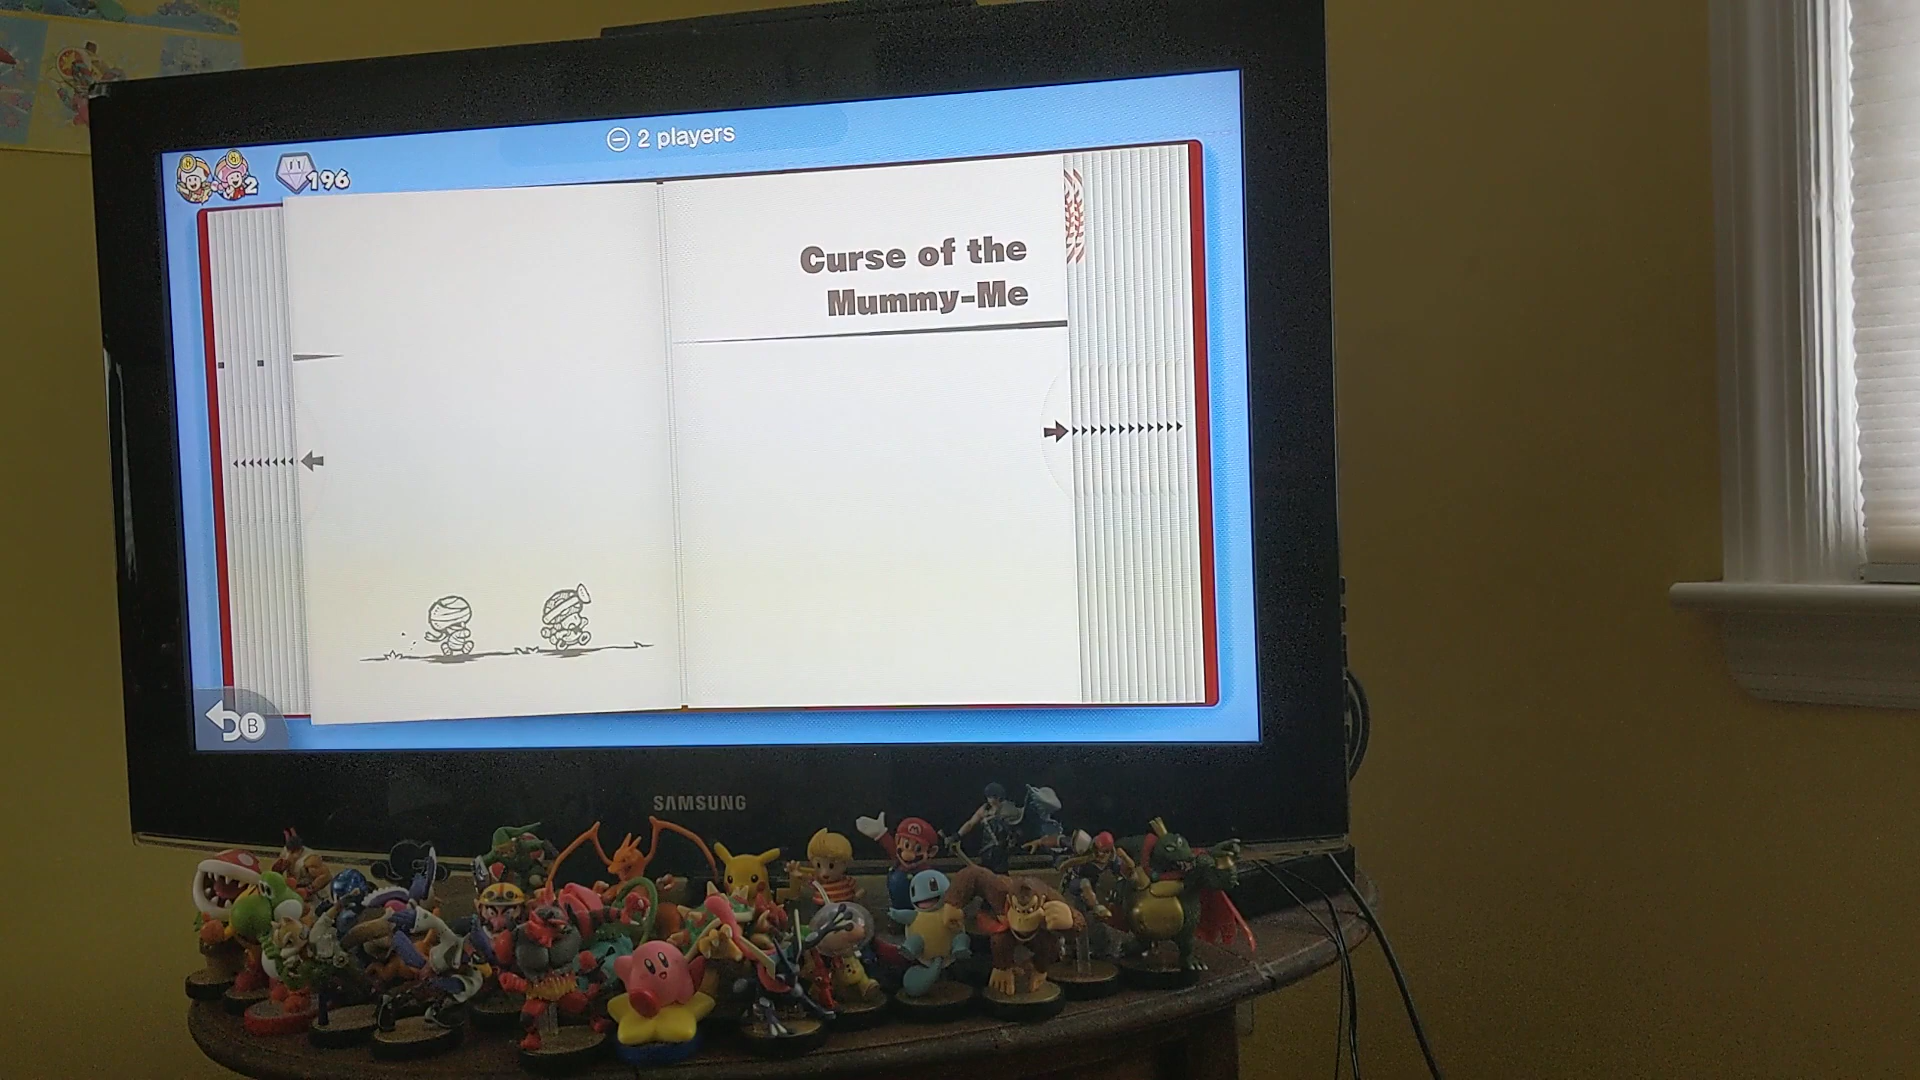 2 players
2
196
Curse of the
Mummy-Me
B
SAMSUNG